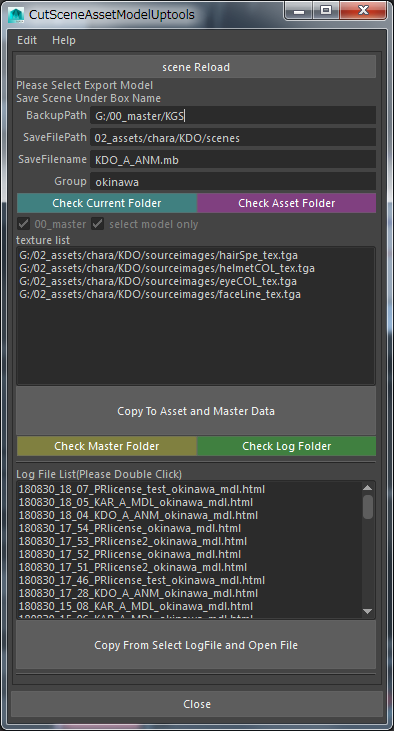 CutSceneAssetModelUptools
Edit Help
scene Reload
Please Select Export Model
Save Scene Under Box Name
BackupPath G:/00_master/KGS
SaveFilePath 02_assets/chara/KDO/scenes
SaveFilename KDO_A_ANM.mb
Group okinawa
Check Current Folder Check Asset Folder
00_master select model only
texture list
G:/02_assets/chara/KDO/sourceimages/hairSpe_tex.tga
G:/02_assets/chara/KDO/sourceimages/helmetCOL_tex.tga
G:/02_assets/chara/KDO/sourceimages/eyeCOL_tex.tga
G:/02_assets/chara/KDO/sourceimages/faceLine_tex.tga
Copy To Asset and Master Data
Check Master Folder Check Log Folder
Log File List(Please Double Click)
180830_18_07_PRlicense_test_okinawa_mdl.html
180830_18_05_KAR_A_MDL_okinawa_mdl.html
180830_18_04_KDO_A_ANM_okinawa_mdl.html
180830_17_54_PRlicense_okinawa_mdl.html
180830_17_53_PRlicense2_okinawa_mdl.html
180830_17_52_PRlicense_okinawa_mdl.html
180830_17_51_PRlicense2_okinawa_mdl.html
180830_17_46_PRlicense_test_okinawa_mdl.html
180830_17_28_KDO_A_ANM_okinawa_mdl.html
180830_15_08_KAR_A_MDL_okinawa_mdl.html
180830_15_06_KAR_A_MDL_okinawa_mdl.html
Copy From Select LogFile and Open File
Close